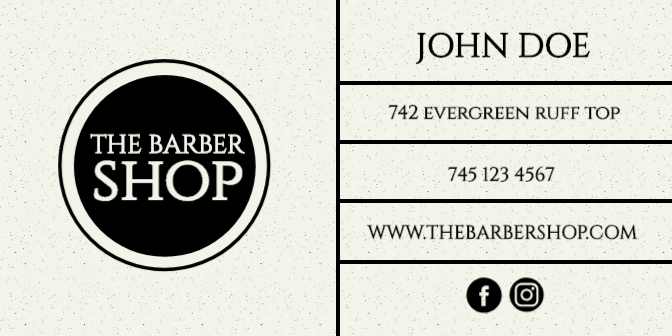 THE BARBER
SHOP
JOHN DOE
742 EVERGREEN RUFF TOP
745 123 4567
WWW.THEBARBERSHOP.COM